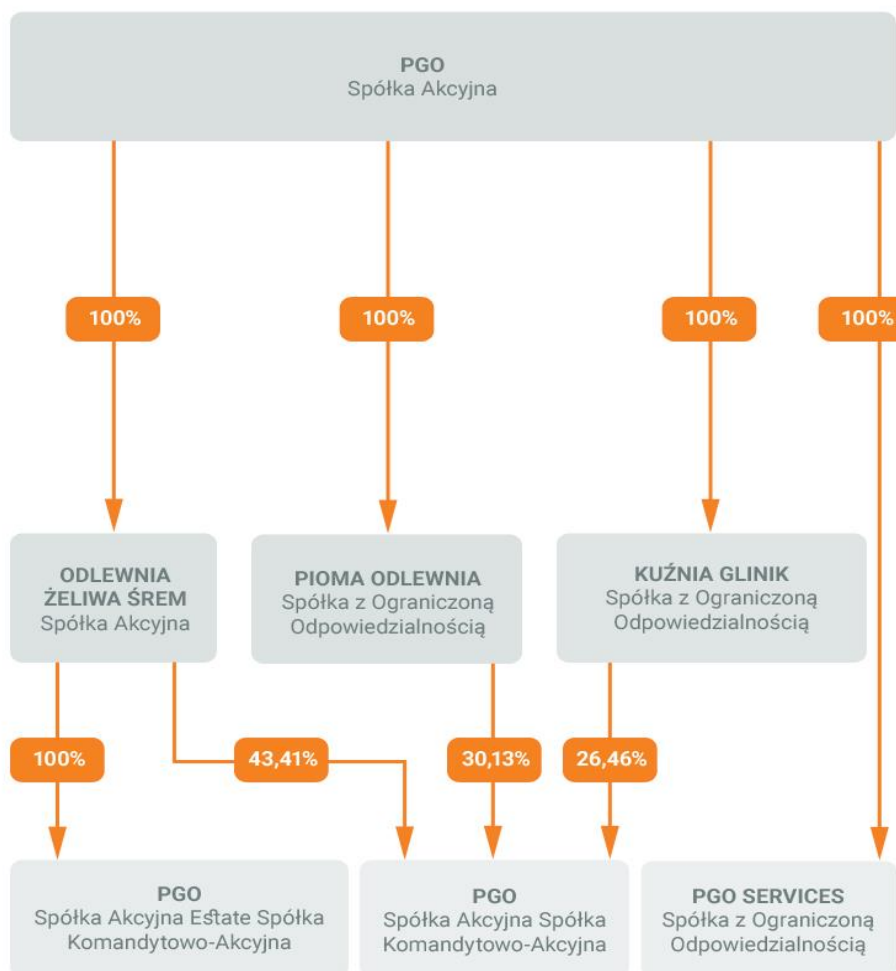 PGO
Spółka Akcyjna
100%
100%
100%
100%
ODLEWNIA
ŻELIWA ŚREM
Spółka Akcyjna
PIOMA ODLEWNIA
Spółka z Ograniczoną
Odpowiedzialnością
KUŹNIA GLINIK
Spółka z Ograniczoną
Odpowiedzialnością
100%
43,41%
30,13%
26,46%
PGO
Spółka Akcyjna Estate Spółka
Komandytowo-Akcyjna
PGO
Spółka Akcyjna Spółka
Komandytowo-Akcyjna
PGO SERVICES
Spółka z Ograniczoną
Odpowiedzialnością